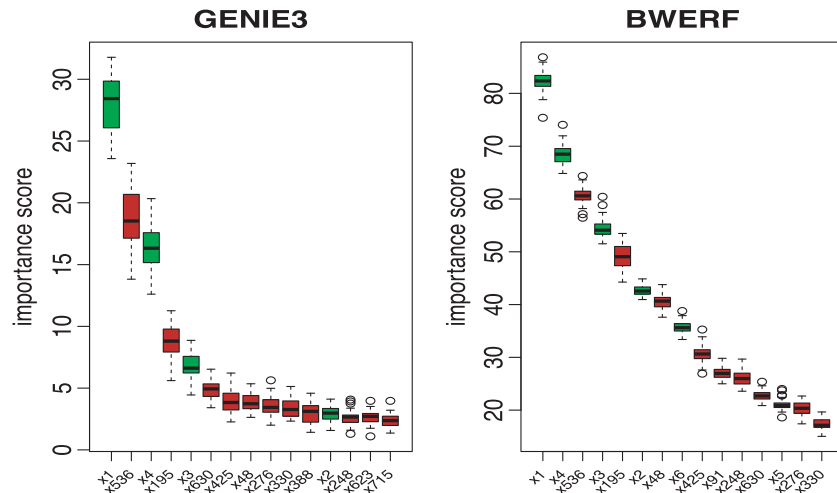 GENIE3
importance score
30
25
20
15
10
5
0
x1
x536
x4
x195
x3
x630
x425
x48
x276
x330
x388
x2
x248
x623
x715
BWERF
importance score
80
70
60
50
40
30
20
x1
x4
x536
x3
x195
x2
x48
x6
x425
x91
x248
x630
x5
x276
x330